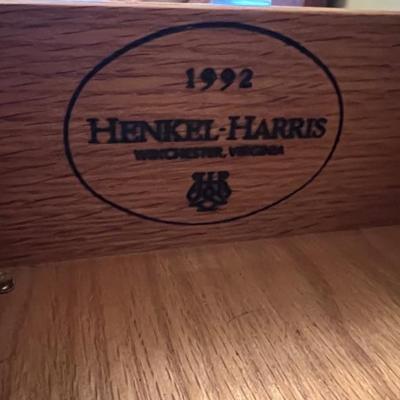 1992
HENKEL-HARRIS
WINCHESTER, VIRGINIA